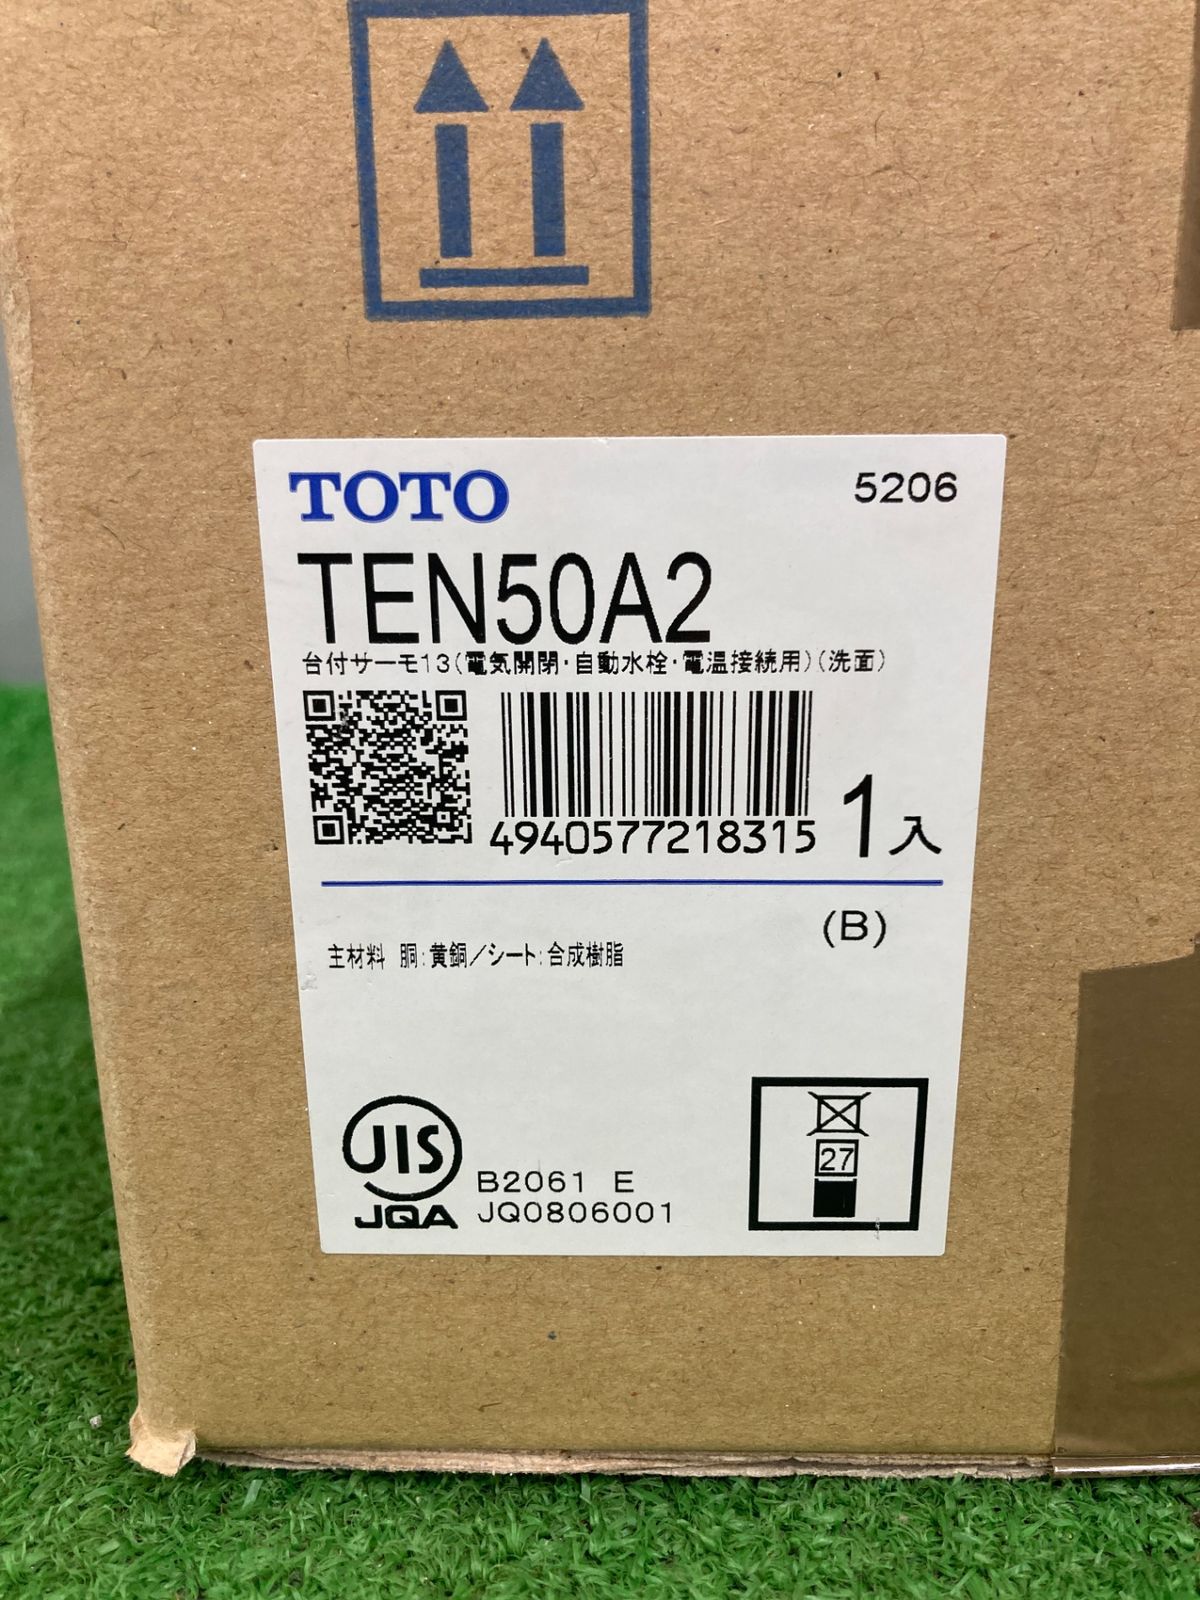 TOTO 5206
TEN50A2
台付サーモ13(電気開閉・自動水栓・電温接続用)(洗面)
4940577218315 1入
(B)
主材料 胴:黄銅/シート:合成樹脂
JIS
B2061 E
JQA JQ0806001
27